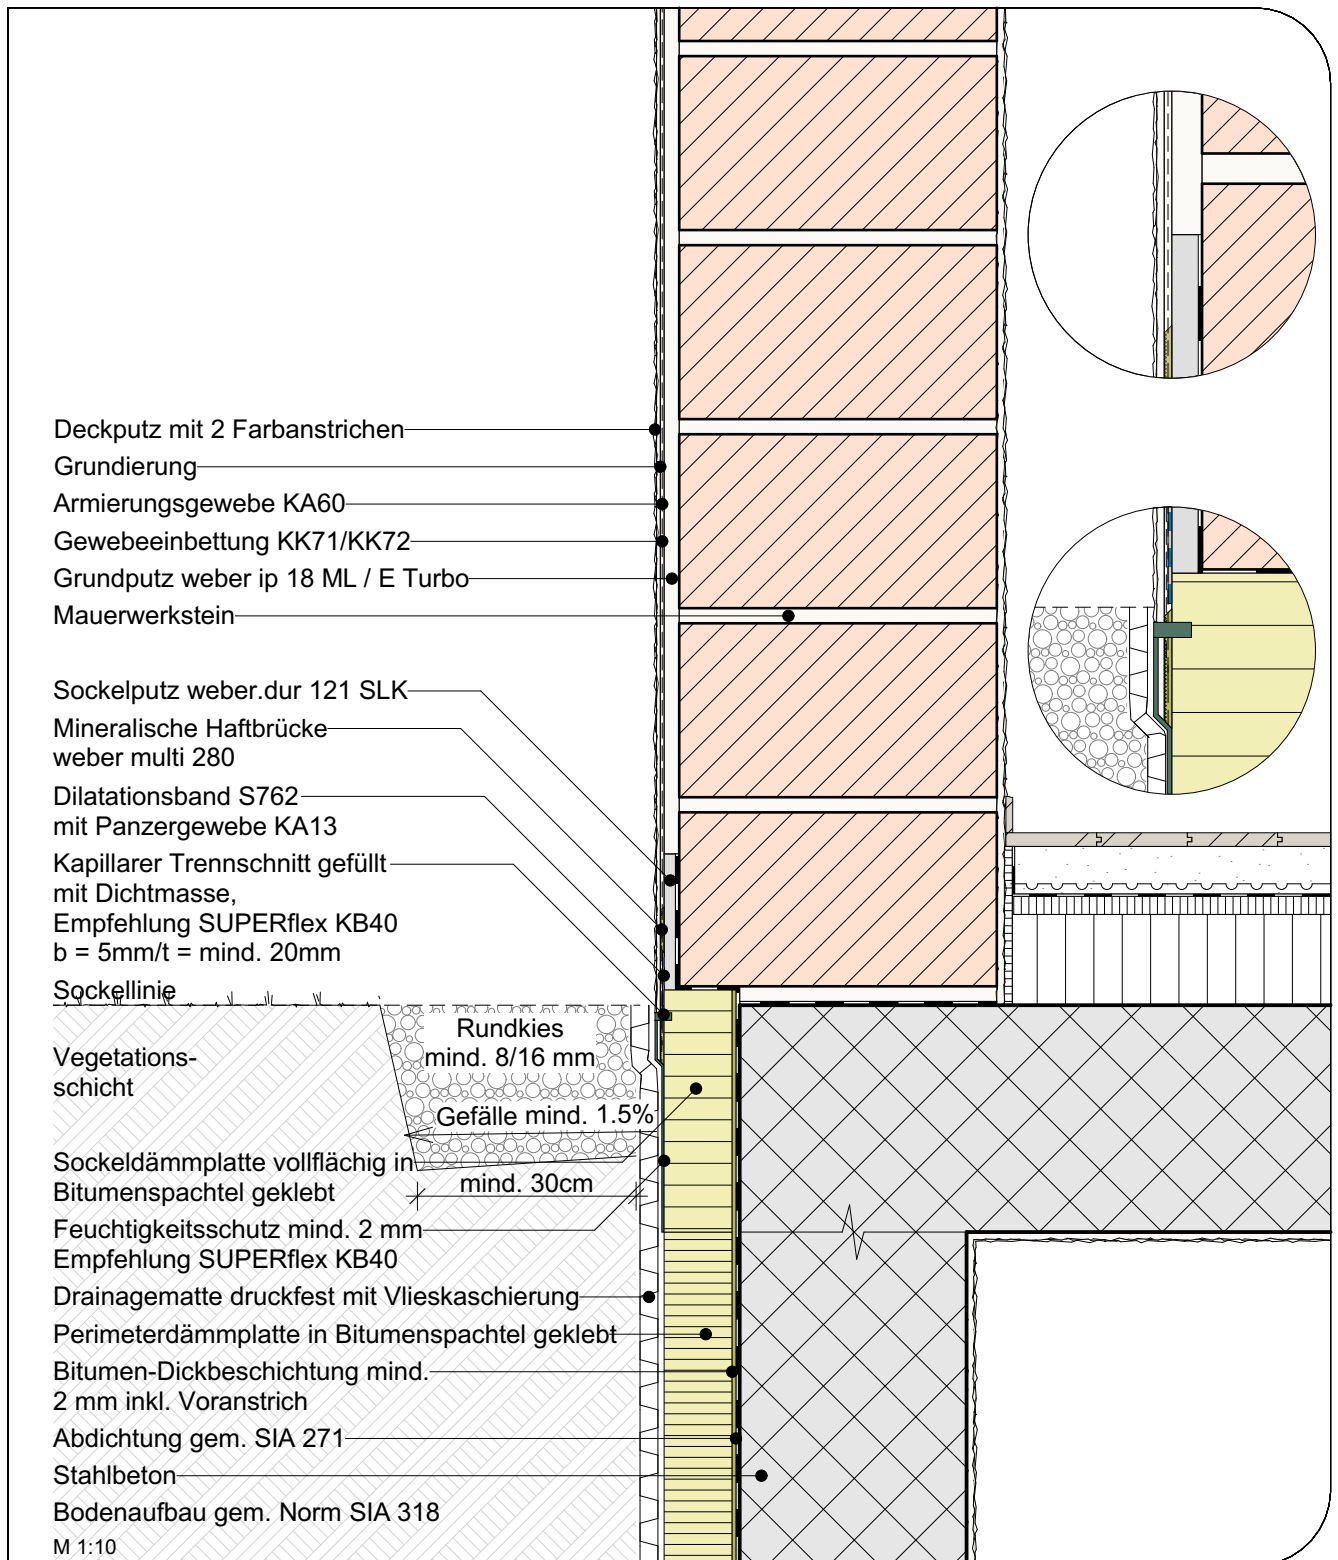 Deckputz mit 2 Farbanstrichen
Grundierung
Armierungsgewebe KA60
Gewebeeinbettung KK71/KK72
Grundputz weber ip 18 ML / E Turbo
Mauerwerkstein
Sockelputz weber.dur 121 SLK
Mineralische Haftbrücke
weber multi 280
Dilatationsband S762
mit Panzergewebe KA13
Kapillarer Trennschnitt gefüllt
mit Dichtmasse,
Empfehlung SUPERflex KB40
b = 5mm/t = mind. 20mm
Sockellinie
Rundkies
mind. 8/16 mm
Vegetations-
schicht
Gefälle mind. 1.5%
Sockeldämmplatte vollflächig in
Bitumenspachtel geklebt
mind. 30cm
Feuchtigkeitsschutz mind. 2 mm
Empfehlung SUPERflex KB40
Drainagematte druckfest mit Vlieskaschierung
Perimeterdämmplatte in Bitumenspachtel geklebt
Bitumen-Dickbeschichtung mind.
2 mm inkl. Voranstrich
Abdichtung gem. SIA 271
Stahlbeton
Bodenaufbau gem. Norm SIA 318
M 1:10